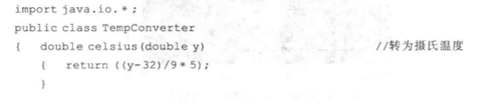 import java.io.*;
public class TempConverter
{ double celsius(double y) //转为摄氏温度
{ return ((y-32)/9*5);
}